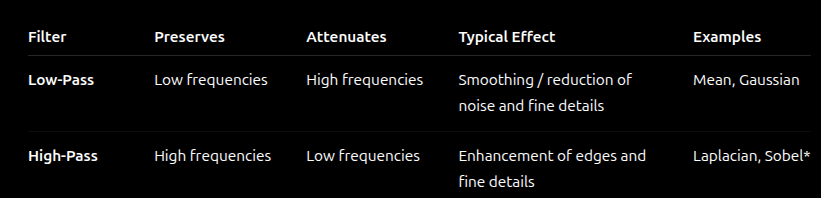 Filter Preserves Attenuates Typical Effect Examples
Low-Pass Low frequencies High frequencies Smoothing / reduction of Mean, Gaussian
noise and fine details
High-Pass High frequencies Low frequencies Enhancement of edges and Laplacian, Sobel*
fine details